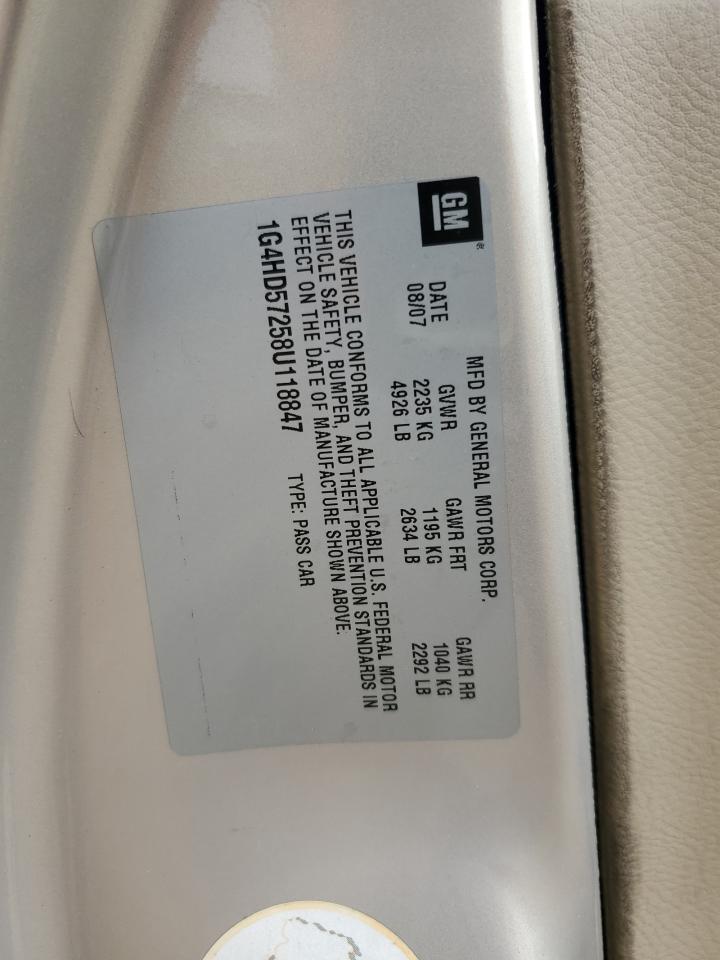 GM®
MFD BY GENERAL MOTORS CORP.
DATE GVWR GAWR FRT GAWR RR
08/07 2235 KG 1195 KG 1040 KG
4926 LB 2634 LB 2292 LB
THIS VEHICLE CONFORMS TO ALL APPLICABLE U.S. FEDERAL MOTOR
VEHICLE SAFETY, BUMPER, AND THEFT PREVENTION STANDARDS IN
EFFECT ON THE DATE OF MANUFACTURE SHOWN ABOVE.
1G4HD57258U118847 TYPE: PASS CAR